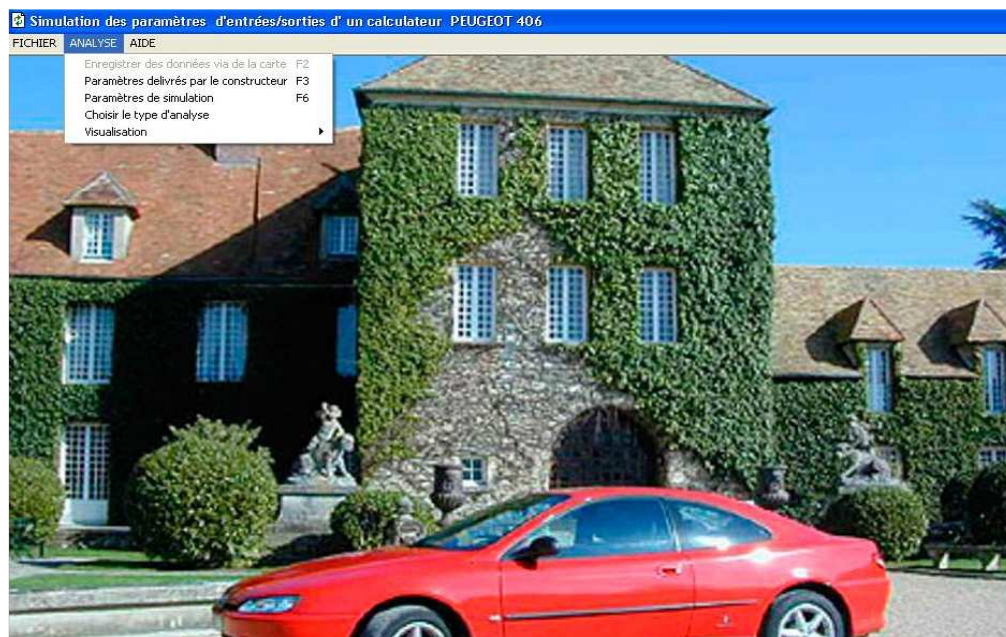 Simulation des paramètres d'entrées/sorties d' un calculateur PEUGEOT 406
FICHIER ANALYSE AIDE
Enregistrer des données via de la carte F2
Paramètres delivrés par le constructeur F3
Paramètres de simulation F6
Choisir le type d'analyse
Visualisation